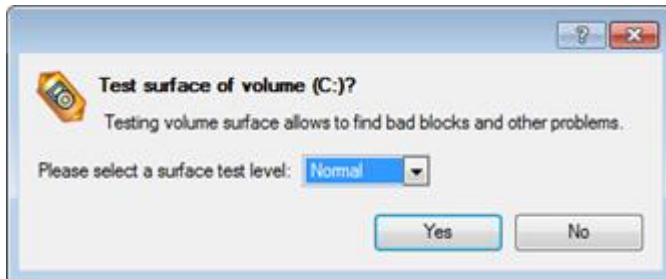 ?
Test surface of volume (C:)?
Testing volume surface allows to find bad blocks and other problems.
Please select a surface test level: Normal
Yes No